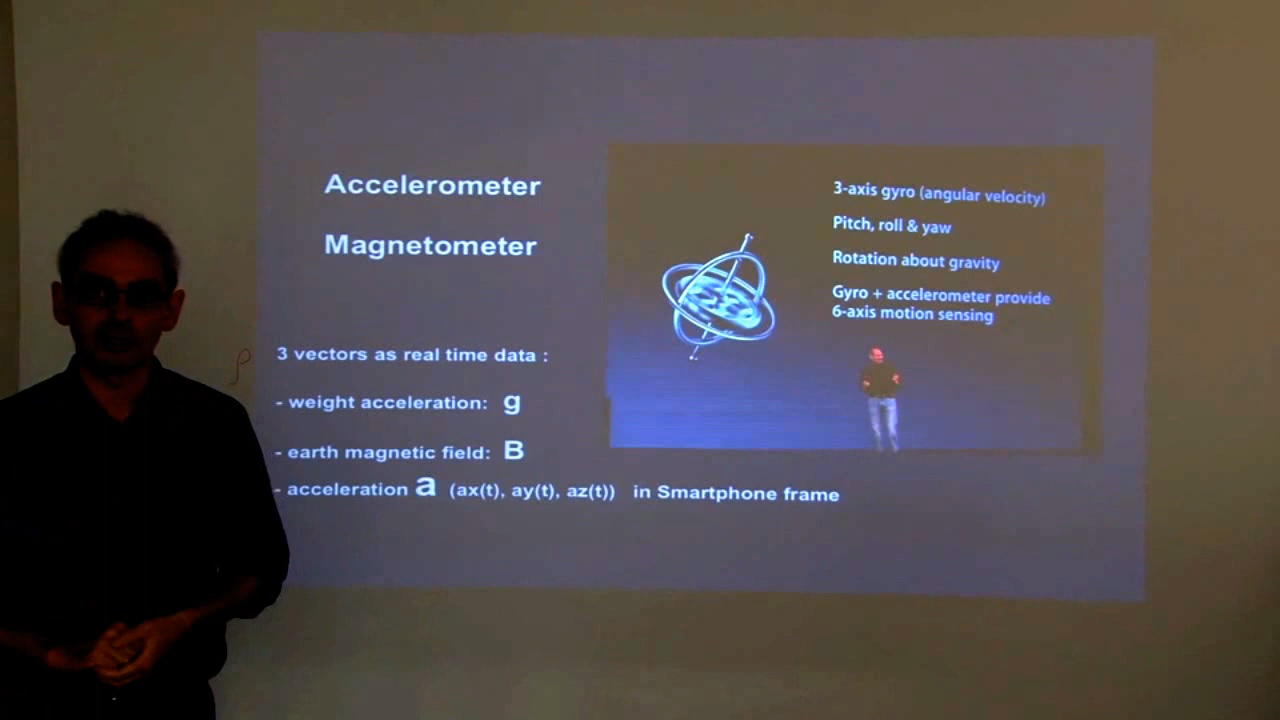 Accelerometer
Magnetometer
3 vectors as real time data :
- weight acceleration: g
- earth magnetic field: B
- acceleration a (ax(t), ay(t), az(t)) in Smartphone frame
3-axis gyro (angular velocity)
Pitch, roll & yaw
Rotation about gravity
Gyro + accelerometer provide
6-axis motion sensing